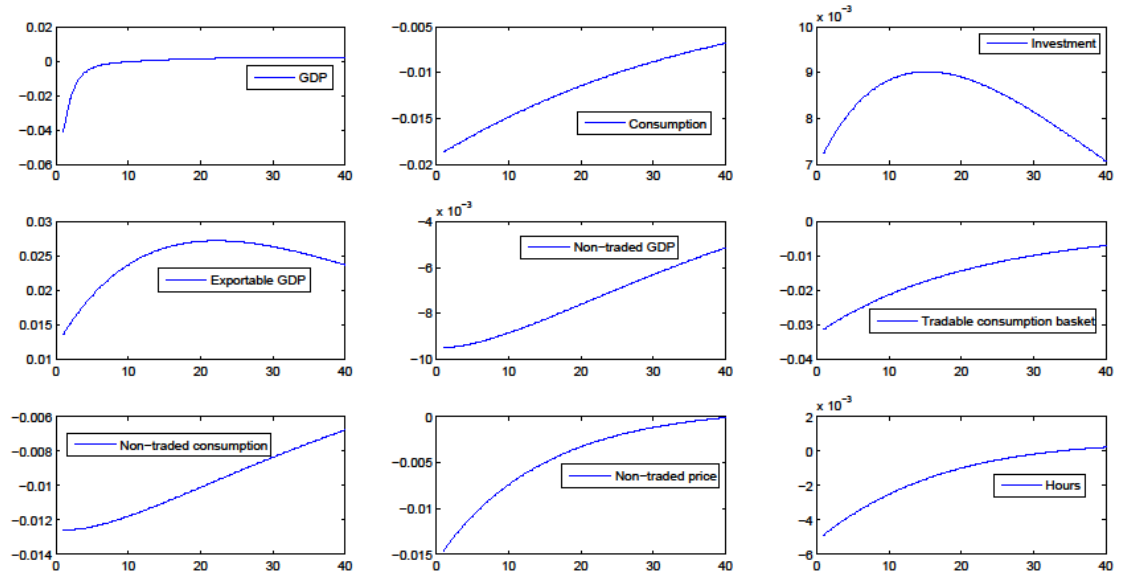 0.02
0.02
0
−0.02
−0.04
−0.06
GDP
0 10 20 30 40
−0.005
−0.01
−0.015
−0.02
Consumption
0 10 20 30 40
x 10⁻³
10
9
8
7
Investment
0 10 20 30 40
0.03
0.025
0.02
0.015
0.01
Exportable GDP
0 10 20 30 40
x 10⁻³
−4
−6
−8
−10
Non−traded GDP
0 10 20 30 40
0
−0.01
−0.02
−0.03
−0.04
Tradable consumption basket
0 10 20 30 40
−0.006
−0.008
−0.01
−0.012
−0.014
Non−traded consumption
0 10 20 30 40
0
−0.005
−0.01
−0.015
Non−traded price
0 10 20 30 40
x 10⁻³
2
0
−2
−4
−6
Hours
0 10 20 30 40